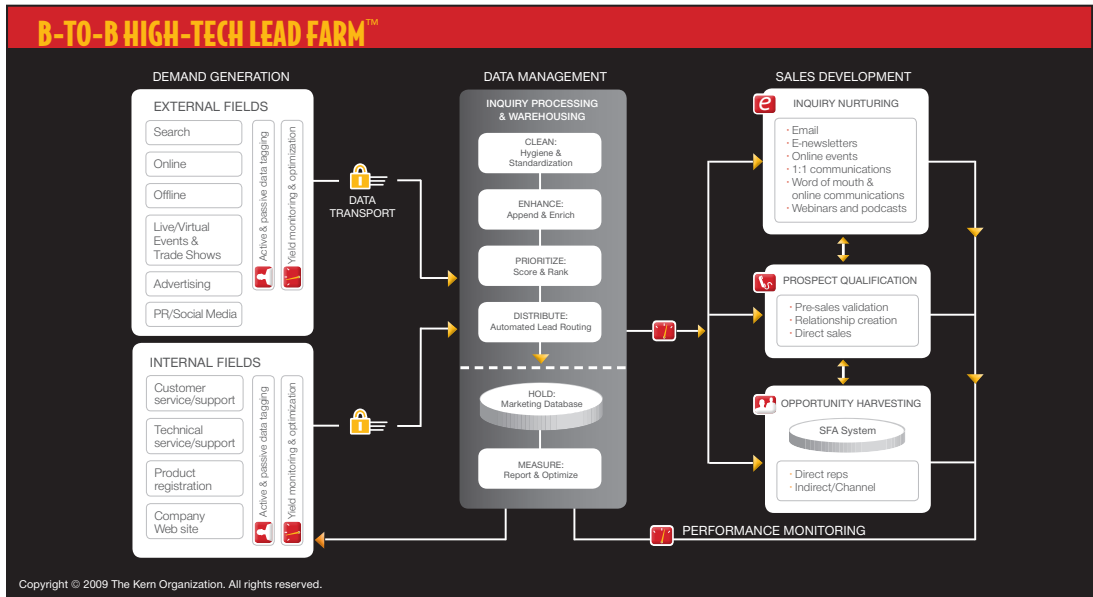 B-TO-B HIGH-TECH LEAD FARM™
DEMAND GENERATION
EXTERNAL FIELDS
Search
Online
Offline
Live/Virtual
Events &
Trade Shows
Advertising
PR/Social Media
Active & passive data tagging
Yield monitoring & optimization
INTERNAL FIELDS
Customer
service/support
Technical
service/support
Product
registration
Company
Web site
Active & passive data tagging
Yield monitoring & optimization
DATA
TRANSPORT
DATA MANAGEMENT
INQUIRY PROCESSING
& WAREHOUSING
CLEAN:
Hygiene &
Standardization
ENHANCE:
Append & Enrich
PRIORITIZE:
Score & Rank
DISTRIBUTE:
Automated Lead Routing
HOLD:
Marketing Database
MEASURE:
Report & Optimize
SALES DEVELOPMENT
e
INQUIRY NURTURING
· Email
· E-newsletters
· Online events
· 1:1 communications
· Word of mouth &
online communications
· Webinars and podcasts
PROSPECT QUALIFICATION
· Pre-sales validation
· Relationship creation
· Direct sales
OPPORTUNITY HARVESTING
SFA System
· Direct reps
· Indirect/Channel
PERFORMANCE MONITORING
Copyright © 2009 The Kern Organization. All rights reserved.